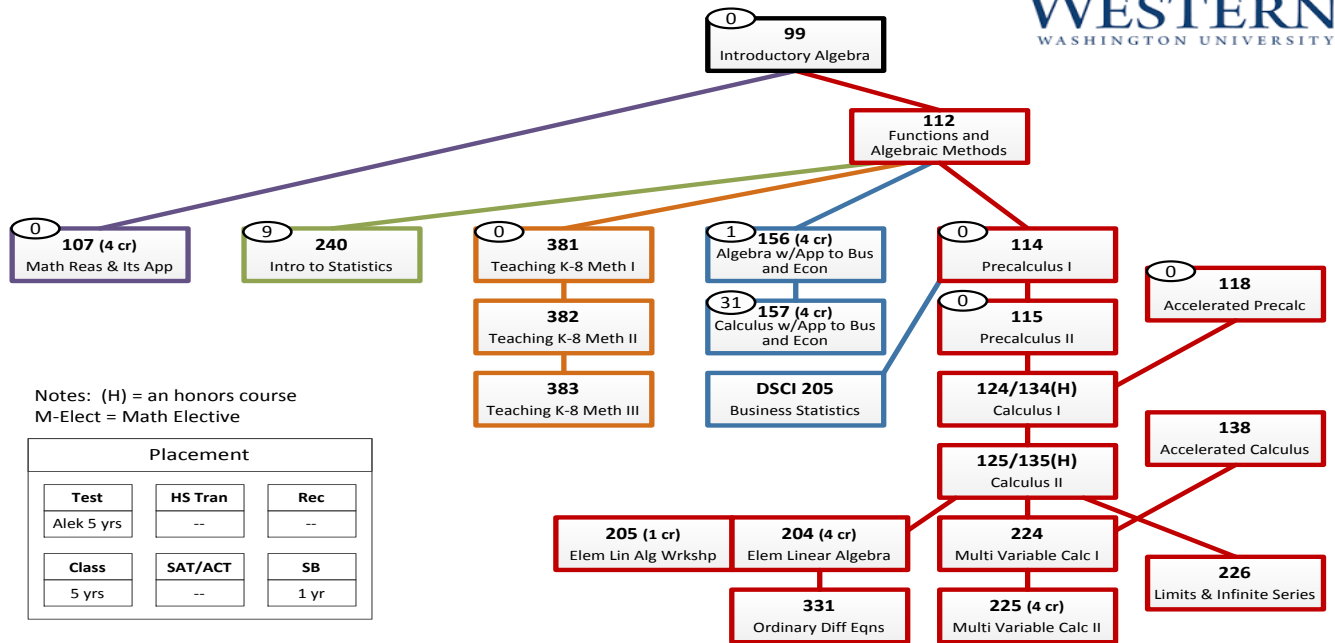 WESTERN
WASHINGTON UNIVERSITY
0
99
Introductory Algebra
112
Functions and
Algebraic Methods
0
107 (4 cr)
Math Reas & Its App
9
240
Intro to Statistics
0
381
Teaching K-8 Meth I
1
156 (4 cr)
Algebra w/App to Bus
and Econ
0
114
Precalculus I
0
118
Accelerated Precalc
382
Teaching K-8 Meth II
31
157 (4 cr)
Calculus w/App to Bus
and Econ
0
115
Precalculus II
383
Teaching K-8 Meth III
DSCI 205
Business Statistics
124/134(H)
Calculus I
138
Accelerated Calculus
125/135(H)
Calculus II
205 (1 cr)
Elem Lin Alg Wrkshp
204 (4 cr)
Elem Linear Algebra
224
Multi Variable Calc I
226
Limits & Infinite Series
331
Ordinary Diff Eqns
225 (4 cr)
Multi Variable Calc II
Notes: (H) = an honors course
M-Elect = Math Elective
Placement
Test
Alek 5 yrs
HS Tran
--
Rec
--
Class
5 yrs
SAT/ACT
--
SB
1 yr